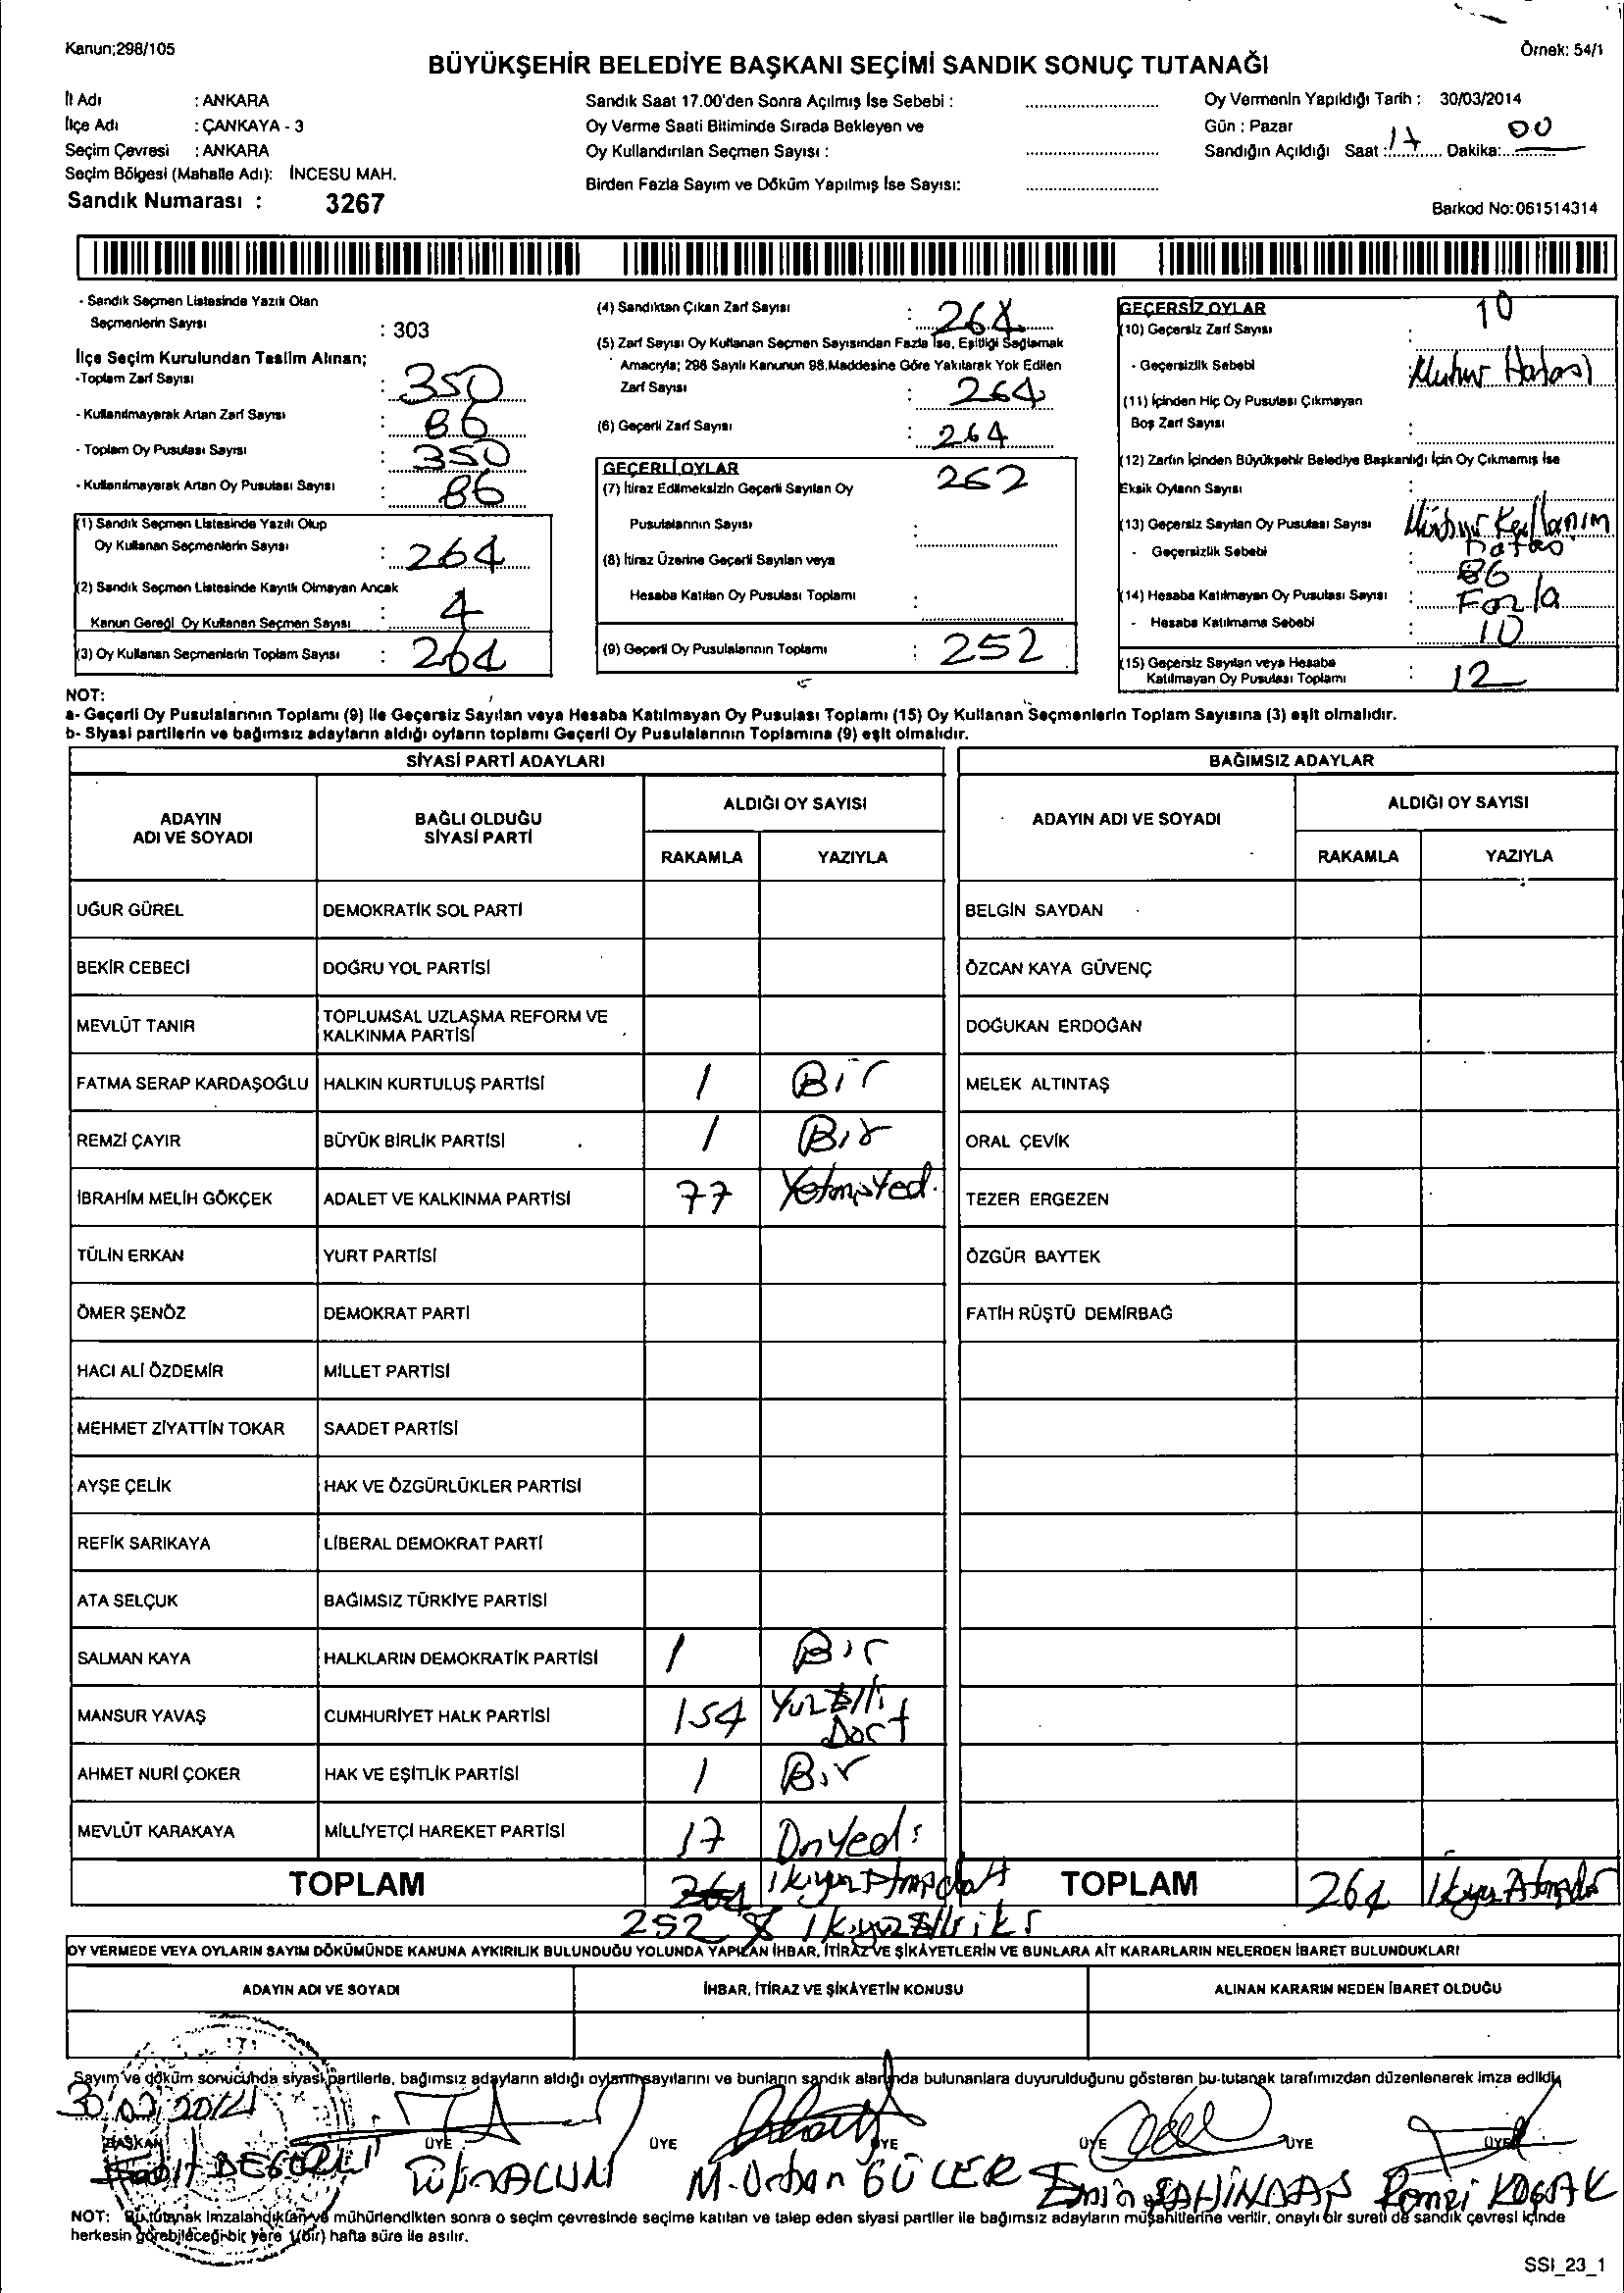 Kanun;298/105
Örnek: 54/1
BÜYÜKŞEHİR BELEDİYE BAŞKANI SEÇİMİ SANDIK SONUÇ TUTANAĞI
İl Adı : ANKARA
İlçe Adı : ÇANKAYA - 3
Seçim Çevresi : ANKARA
Seçim Bölgesi (Mahalle Adı): İNCESU MAH.
Sandık Numarası : 3267
Sandık Saat 17.00'den Sonra Açılmış İse Sebebi :
Oy Verme Saati Bitiminde Sırada Bekleyen ve
Oy Kullandırılan Seçmen Sayısı :
Birden Fazla Sayım ve Döküm Yapılmış İse Sayısı:
Oy Vermenin Yapıldığı Tarih : 30/03/2014
Gün : Pazar
Sandığın Açıldığı Saat : 17 Dakika: 00
Barkod No:061514314
- Sandık Seçmen Listesinde Yazılı Olan
Seçmenlerin Sayısı : 303
İlçe Seçim Kurulundan Teslim Alınan;
-Toplam Zarf Sayısı : 350
- Kullanılmayarak Artan Zarf Sayısı : 86
- Toplam Oy Pusulası Sayısı : 350
- Kullanılmayarak Artan Oy Pusulası Sayısı : 86
(1) Sandık Seçmen Listesinde Yazılı Olup
Oy Kullanan Seçmenlerin Sayısı : 264
(2) Sandık Seçmen Listesinde Kayıtlı Olmayan Ancak
Kanun Gereği Oy Kullanan Seçmen Sayısı : 4
(3) Oy Kullanan Seçmenlerin Toplam Sayısı : 264
(4) Sandıktan Çıkan Zarf Sayısı : 264
(5) Zarf Sayısı Oy Kullanan Seçmen Sayısından Fazla İse, Eşitliği Sağlamak
Amacıyla; 298 Sayılı Kanunun 98.Maddesine Göre Yakılarak Yok Edilen
Zarf Sayısı : 264
(6) Geçerli Zarf Sayısı : 264
GEÇERLİ OYLAR
(7) İtiraz Edilmeksizin Geçerli Sayılan Oy 252
Pusulalarının Sayısı :
(8) İtiraz Üzerine Geçerli Sayılan veya
Hesaba Katılan Oy Pusulası Toplamı :
(9) Geçerli Oy Pusulalarının Toplamı : 252
GEÇERSİZ OYLAR 10
(10) Geçersiz Zarf Sayısı :
- Geçersizlik Sebebi Muhur Hatası
(11) İçinden Hiç Oy Pusulası Çıkmayan
Boş Zarf Sayısı :
(12) Zarfın İçinden Büyükşehir Belediye Başkanlığı İçin Oy Çıkmamış İse
Eksik Oyların Sayısı :
(13) Geçersiz Sayılan Oy Pusulası Sayısı
- Geçersizlik Sebebi :
86
(14) Hesaba Katılmayan Oy Pusulası Sayısı : Fazla
- Hesaba Katılmama Sebebi : 10
(15) Geçersiz Sayılan veya Hesaba
Katılmayan Oy Pusulası Toplamı : 12
NOT:
a- Geçerli Oy Pusulalarının Toplamı (9) ile Geçersiz Sayılan veya Hesaba Katılmayan Oy Pusulası Toplamı (15) Oy Kullanan Seçmenlerin Toplam Sayısına (3) eşit olmalıdır.
b- Siyasi partilerin ve bağımsız adayların aldığı oyların toplamı Geçerli Oy Pusulalarının Toplamına (9) eşit olmalıdır.
SİYASİ PARTİ ADAYLARI
BAĞIMSIZ ADAYLAR
ADAYIN ADI VE SOYADI
BAĞLI OLDUĞU SİYASİ PARTİ
ALDIĞI OY SAYISI
RAKAMLA YAZIYLA
ADAYIN ADI VE SOYADI
ALDIĞI OY SAYISI
RAKAMLA YAZIYLA
UĞUR GÜREL DEMOKRATİK SOL PARTİ BELGİN SAYDAN
BEKİR CEBECİ DOĞRU YOL PARTİSİ ÖZCAN KAYA GÜVENÇ
MEVLÜT TANIR TOPLUMSAL UZLAŞMA REFORM VE KALKINMA PARTİSİ DOĞUKAN ERDOĞAN
FATMA SERAP KARDAŞOĞLU HALKIN KURTULUŞ PARTİSİ 1 Bir MELEK ALTINTAŞ
REMZİ ÇAYIR BÜYÜK BİRLİK PARTİSİ 1 Bir ORAL ÇEVİK
İBRAHİM MELİH GÖKÇEK ADALET VE KALKINMA PARTİSİ 77 TEZER ERGEZEN
TÜLİN ERKAN YURT PARTİSİ ÖZGÜR BAYTEK
ÖMER ŞENÖZ DEMOKRAT PARTİ FATİH RÜŞTÜ DEMİRBAĞ
HACI ALİ ÖZDEMİR MİLLET PARTİSİ
MEHMET ZİYATTİN TOKAR SAADET PARTİSİ
AYŞE ÇELİK HAK VE ÖZGÜRLÜKLER PARTİSİ
REFİK SARIKAYA LİBERAL DEMOKRAT PARTİ
ATA SELÇUK BAĞIMSIZ TÜRKİYE PARTİSİ
SALMAN KAYA HALKLARIN DEMOKRATİK PARTİSİ 1 Bir
MANSUR YAVAŞ CUMHURİYET HALK PARTİSİ 154 Yuz Elli Dort
AHMET NURİ ÇOKER HAK VE EŞİTLİK PARTİSİ 1 Bir
MEVLÜT KARAKAYA MİLLİYETÇİ HAREKET PARTİSİ 17 OnYedi
TOPLAM 264
TOPLAM 264
252
OY VERMEDE VEYA OYLARIN SAYIM DÖKÜMÜNDE KANUNA AYKIRILIK BULUNDUĞU YOLUNDA YAPILAN İHBAR, İTİRAZ VE ŞİKÂYETLERİN VE BUNLARA AİT KARARLARIN NELERDEN İBARET BULUNDUKLARI
ADAYIN ADI VE SOYADI İHBAR, İTİRAZ VE ŞİKÂYETİN KONUSU ALINAN KARARIN NEDEN İBARET OLDUĞU
Sayım ve döküm sonucunda siyasi partilerle, bağımsız adayların aldığı oyların sayılarını ve bunların sandık alanında bulunanlara duyurulduğunu gösteren bu tutanak tarafımızdan düzenlenerek imza edildi.
BAŞKAN ÜYE ÜYE ÜYE ÜYE ÜYE ÜYE
M. Orhan GÜLER
NOT: Bu tutanak imzalandıktan ve mühürlendikten sonra o seçim çevresinde seçime katılan ve talep eden siyasi partiler ile bağımsız adayların müşahitlerine verilir, onaylı bir sureti de sandık çevresi içinde
herkesin görebileceği bir yere 1(bir) hafta süre ile asılır.
SSI_23_1